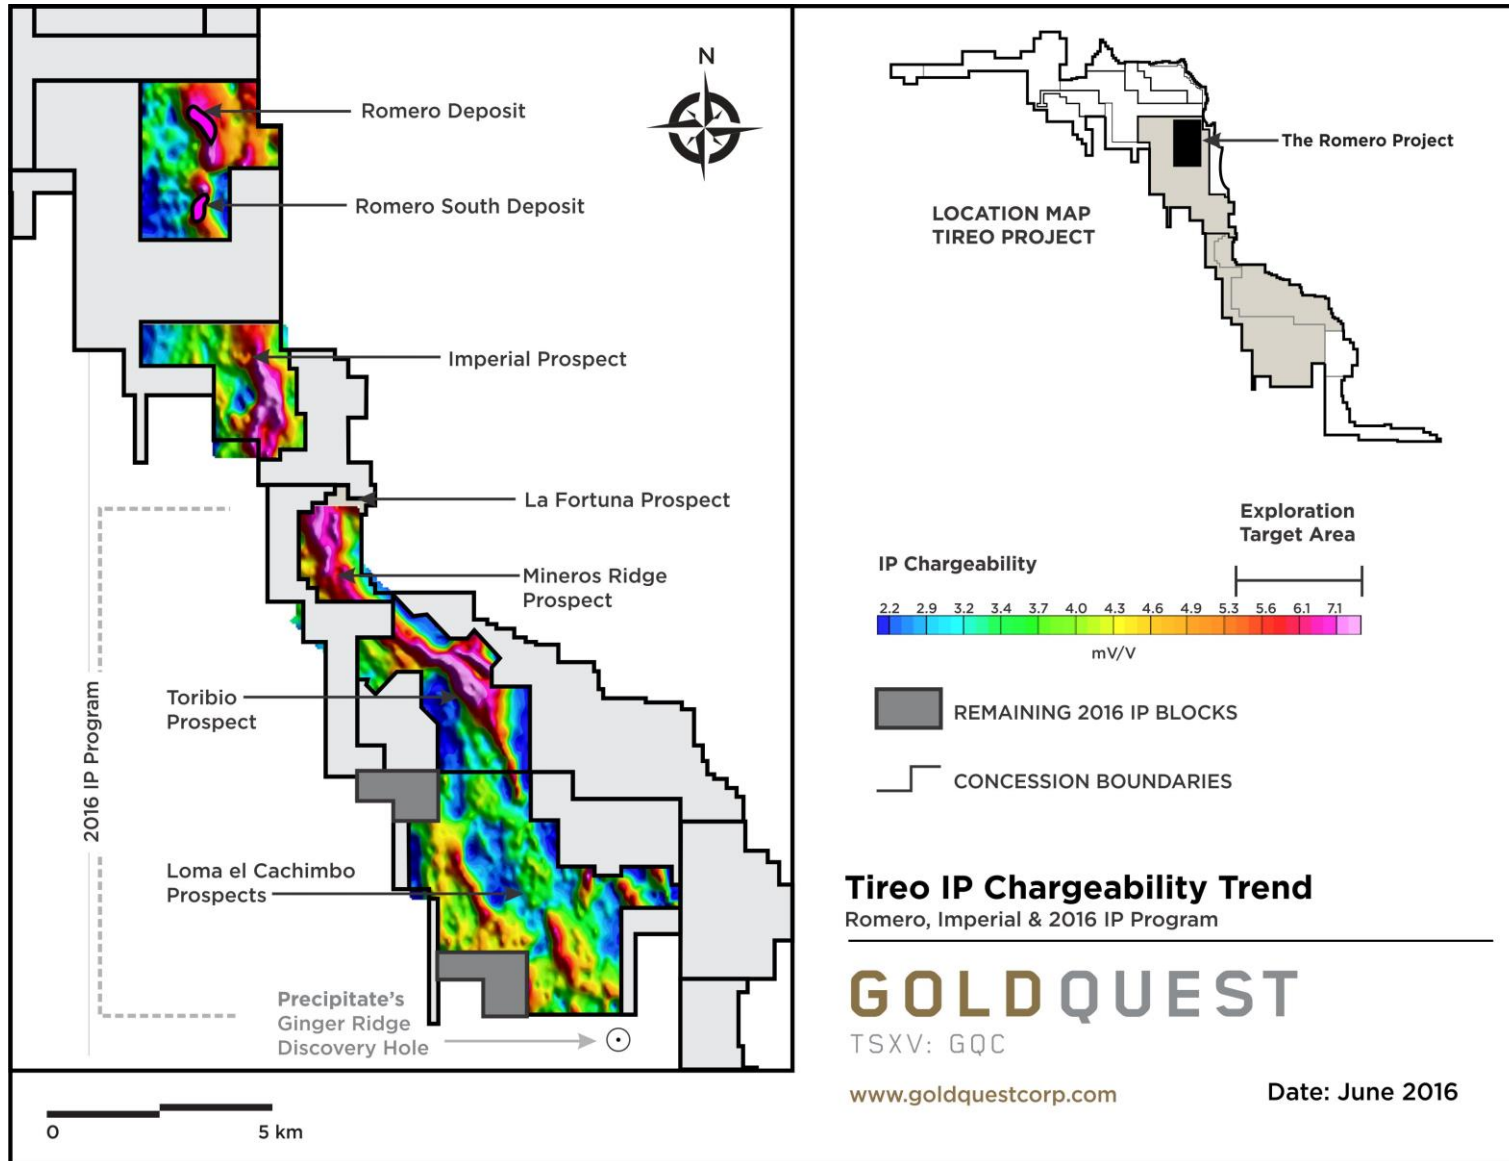 N
Romero Deposit
Romero South Deposit
Imperial Prospect
La Fortuna Prospect
Mineros Ridge
Prospect
Toribio
Prospect
2016 IP Program
Loma el Cachimbo
Prospects
Precipitate's
Ginger Ridge
Discovery Hole
0
5 km
The Romero Project
LOCATION MAP
TIREO PROJECT
Exploration
Target Area
IP Chargeability
2.2 2.9 3.2 3.4 3.7 4.0 4.3 4.6 4.9 5.3 5.6 6.1 7.1
mV/V
REMAINING 2016 IP BLOCKS
CONCESSION BOUNDARIES
Tireo IP Chargeability Trend
Romero, Imperial & 2016 IP Program
GOLDQUEST
TSXV: GQC
www.goldquestcorp.com
Date: June 2016